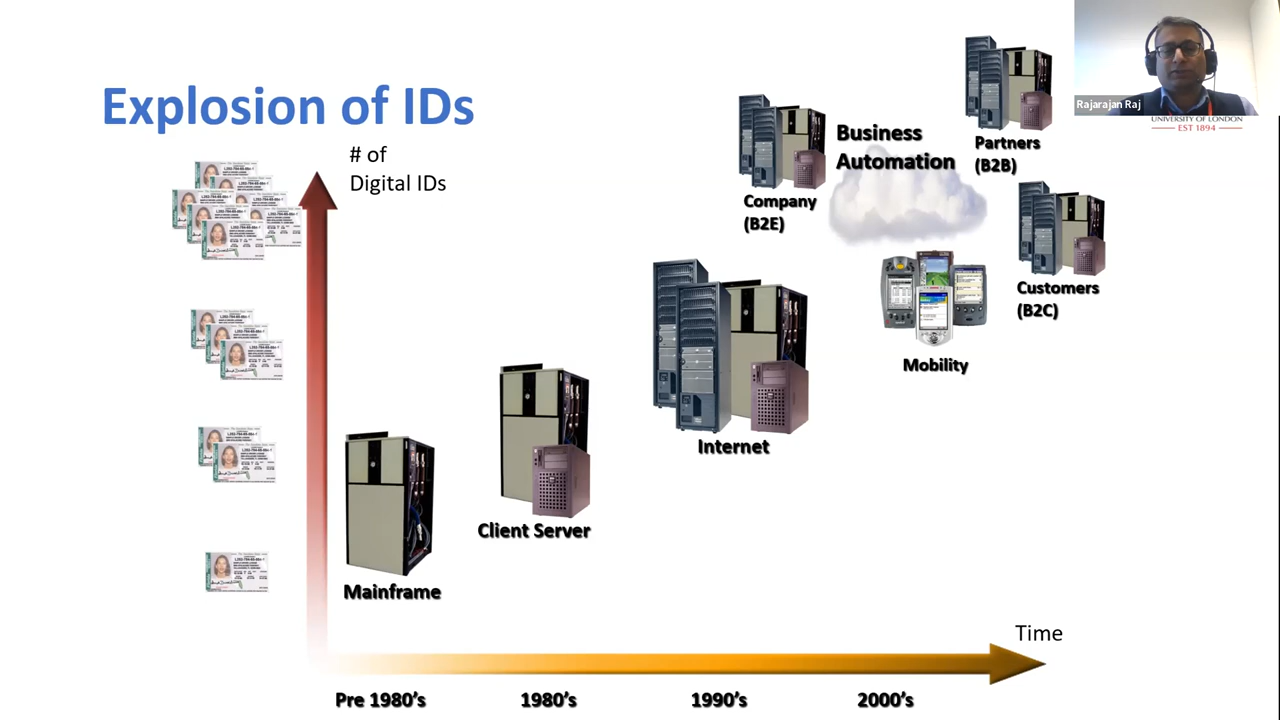 Explosion of IDs
# of
Digital IDs
Business
Automation
Company
(B2E)
Partners
(B2B)
Customers
(B2C)
Mobility
Internet
Client Server
Mainframe
Time
Pre 1980's
1980's
1990's
2000's
Rajarajan Raj
UNIVERSITY OF LONDON
EST 1894